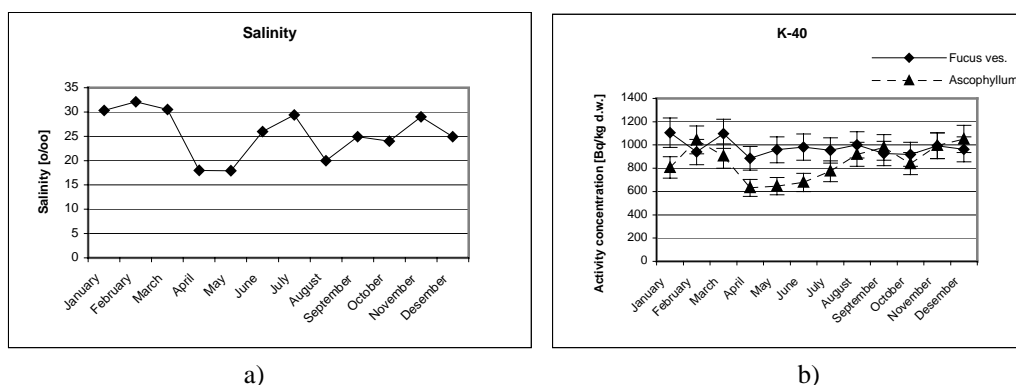 Salinity
Salinity [o/oo]
35
30
25
20
15
10
5
0
January
February
March
April
May
June
July
August
September
October
November
Desember
a)
K-40
Fucus ves.
Ascophyllum
Activity concentration [Bq/kg d.w.]
1400
1200
1000
800
600
400
200
0
January
February
March
April
May
June
July
August
September
October
November
Desember
b)